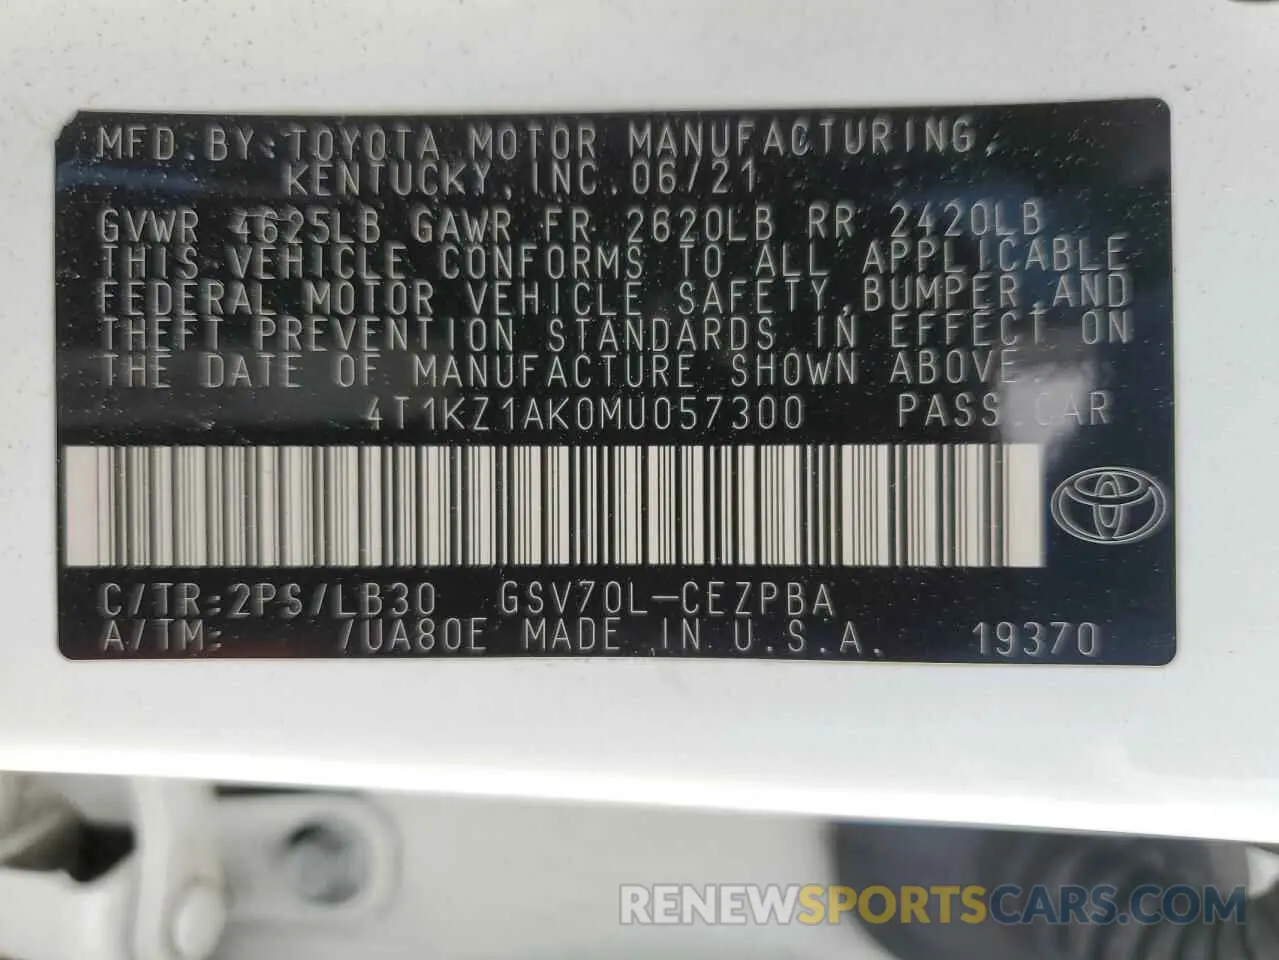 MFD.BY:TOYOTA MOTOR MANUFACTURING,
KENTUCKY,INC.06/21
GVWR 4625LB GAWR FR 2620LB RR 2420LB
THIS VEHICLE CONFORMS TO ALL APPLICABLE
FEDERAL MOTOR VEHICLE SAFETY,BUMPER,AND
THEFT PREVENTION STANDARDS IN EFFECT ON
THE DATE OF MANUFACTURE SHOWN ABOVE.
4T1KZ1AK0MU057300 PASS.CAR
C/TR:2PS/LB30 GSV70L-CEZPBA
A/TM: /UA80E MADE IN U.S.A. 19370
RENEWSPORTSCARS.COM